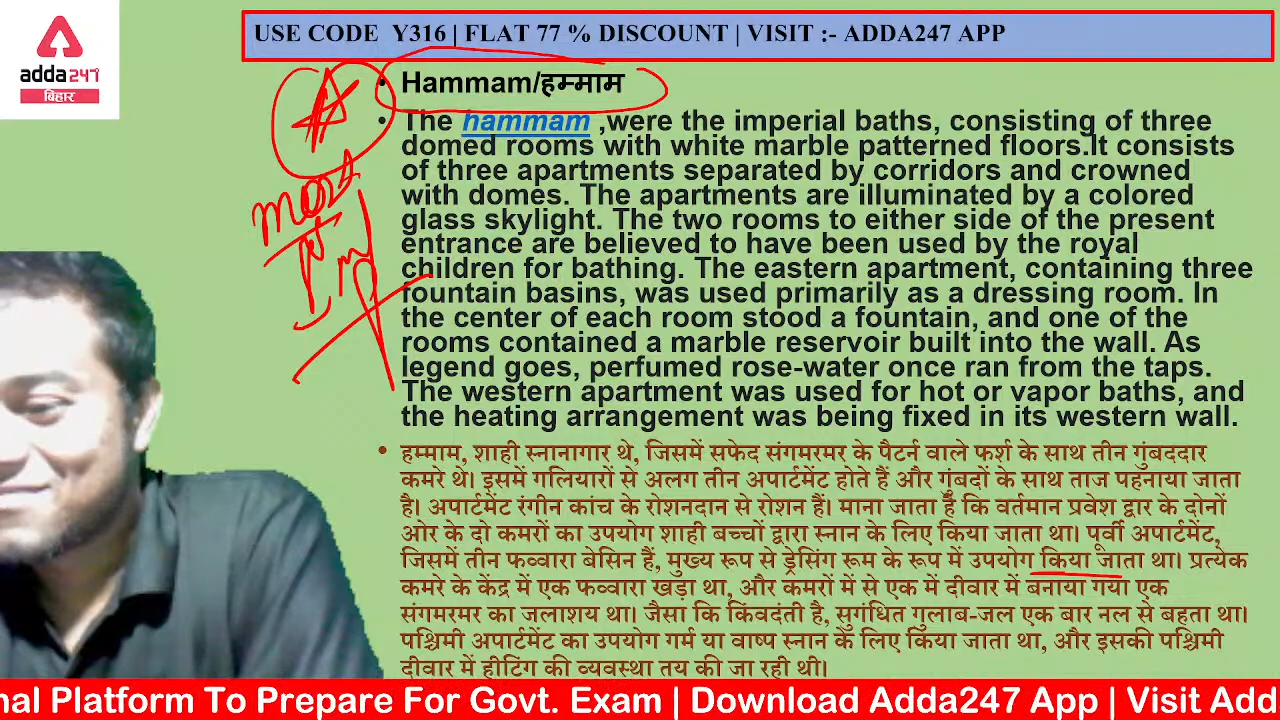 adda247
बिहार
USE CODE Y316 | FLAT 77 % DISCOUNT | VISIT :- ADDA247 APP
• Hammam/हम्माम
• The hammam ,were the imperial baths, consisting of three
domed rooms with white marble patterned floors.It consists
of three apartments separated by corridors and crowned
with domes. The apartments are illuminated by a colored
glass skylight. The two rooms to either side of the present
entrance are believed to have been used by the royal
children for bathing. The eastern apartment, containing three
fountain basins, was used primarily as a dressing room. In
the center of each room stood a fountain, and one of the
rooms contained a marble reservoir built into the wall. As
legend goes, perfumed rose-water once ran from the taps.
The western apartment was used for hot or vapor baths, and
the heating arrangement was being fixed in its western wall.
most
• हम्माम, शाही स्नानागार थे, जिसमें सफेद संगमरमर के पैटर्न वाले फर्श के साथ तीन गुंबददार
कमरे थे। इसमें गलियारों से अलग तीन अपार्टमेंट होते हैं और गुंबदों के साथ ताज पहनाया जाता
है। अपार्टमेंट रंगीन कांच के रोशनदान से रोशन हैं। माना जाता है कि वर्तमान प्रवेश द्वार के दोनों
ओर के दो कमरों का उपयोग शाही बच्चों द्वारा स्नान के लिए किया जाता था। पूर्वी अपार्टमेंट,
जिसमें तीन फव्वारा बेसिन हैं, मुख्य रूप से ड्रेसिंग रूम के रूप में उपयोग किया जाता था। प्रत्येक
कमरे के केंद्र में एक फव्वारा खड़ा था, और कमरों में से एक में दीवार में बनाया गया एक
संगमरमर का जलाशय था। जैसा कि किंवदंती है, सुगंधित गुलाब-जल एक बार नल से बहता था।
पश्चिमी अपार्टमेंट का उपयोग गर्म या वाष्प स्नान के लिए किया जाता था, और इसकी पश्चिमी
दीवार में हीटिंग की व्यवस्था तय की जा रही थी।
nal Platform To Prepare For Govt. Exam | Download Adda247 App | Visit Add